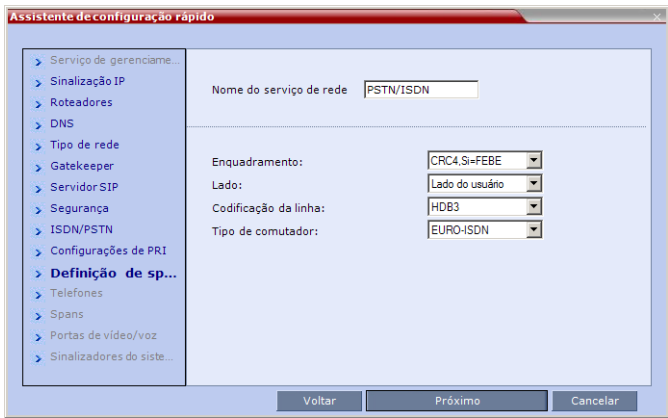 Assistente de configuração rápido
Serviço de gerenciame...
Sinalização IP
Roteadores
DNS
Tipo de rede
Gatekeeper
Servidor SIP
Segurança
ISDN/PSTN
Configurações de PRI
Definição de sp...
Telefones
Spans
Portas de vídeo/voz
Sinalizadores do siste...
Nome do serviço de rede PSTN/ISDN
Enquadramento: CRC4,Si=FEBE
Lado: Lado do usuário
Codificação da linha: HDB3
Tipo de comutador: EURO-ISDN
Voltar Próximo Cancelar